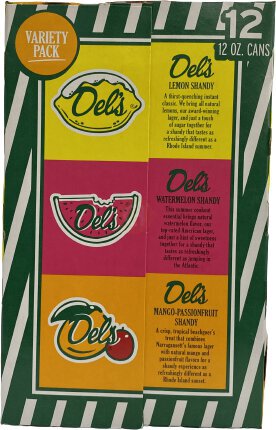 VARIETY
PACK
12
12 OZ. CANS
Del's
Del's
LEMON SHANDY
A thirst-quenching instant
classic. We bring all natural
lemons, our award-winning
lager, and just a touch
of sugar together for
a shandy that tastes as
refreshingly different as a
Rhode Island summer.
Del's
Del's
WATERMELON SHANDY
This summer
essential brings natural
watermelon flavor, our
top-rated American lager,
and just a hint of sweetness
together for a shandy that
tastes as refreshingly
different as jumping in
the Atlantic.
Del's
Del's
MANGO-PASSIONFRUIT
SHANDY
A crisp, tropical beachgoer's
treat that combines
Narragansett's famous lager
with natural mango and
passionfruit flavors for a
shandy experience as
refreshingly different as a
Rhode Island sunset.